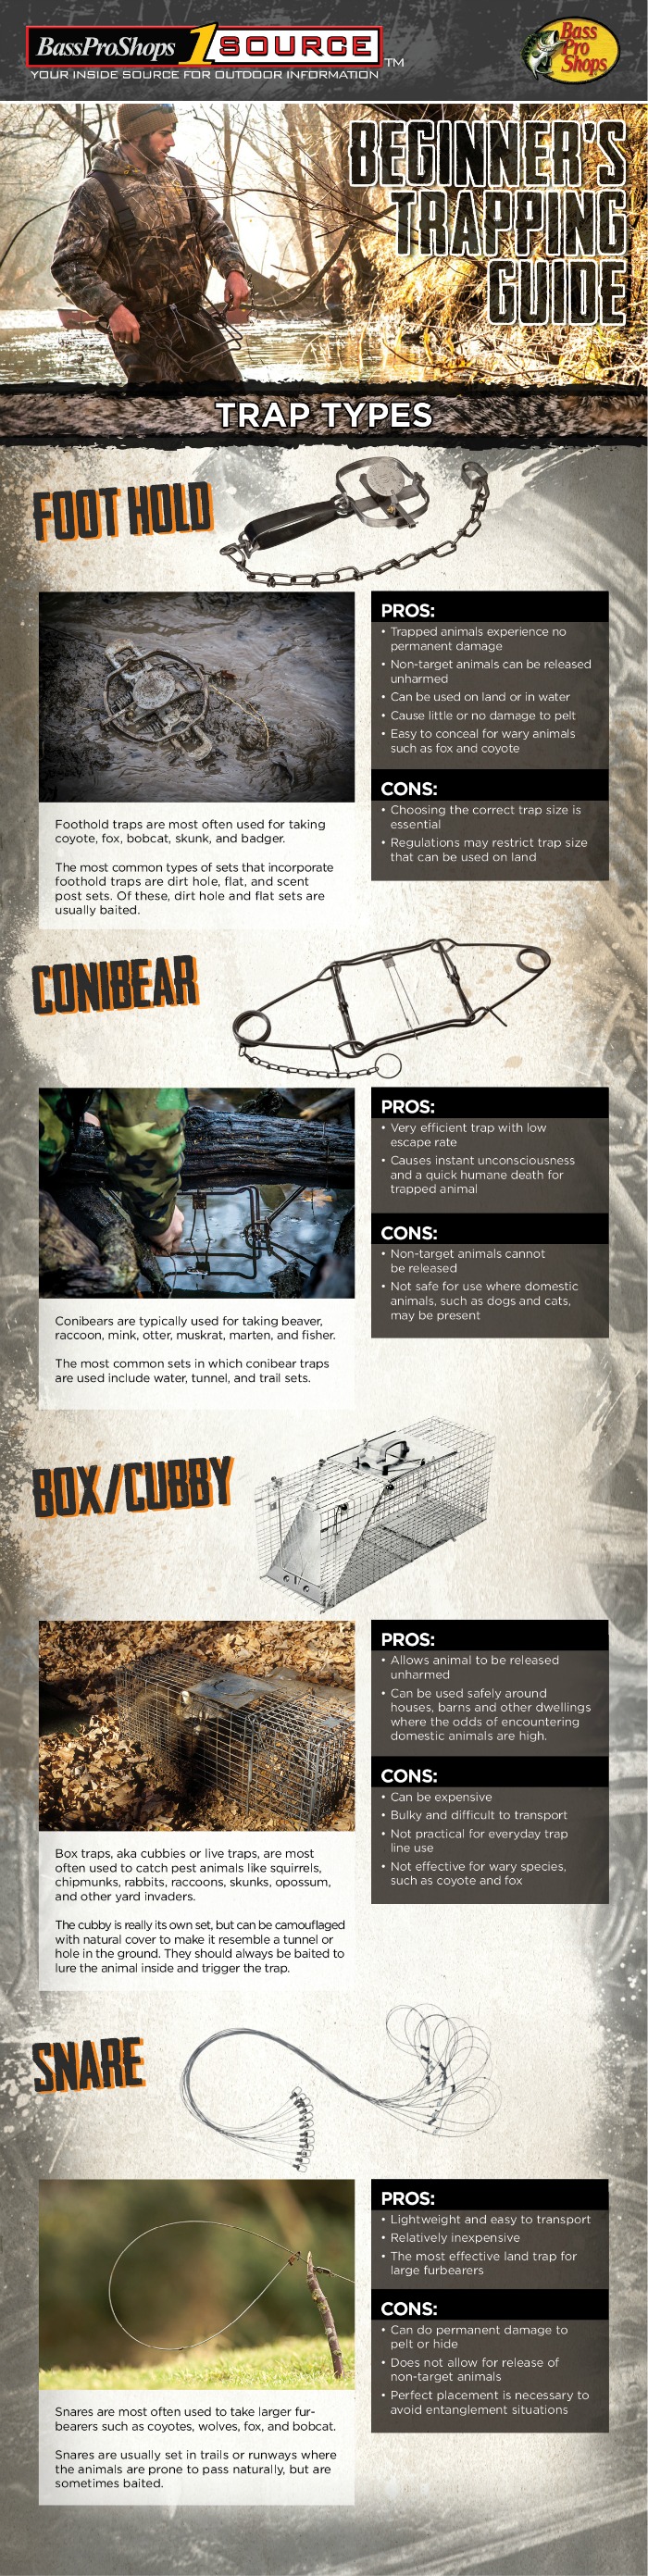 BassProShops 1 SOURCE TM
YOUR INSIDE SOURCE FOR OUTDOOR INFORMATION
Bass
Pro
Shops
BEGINNER'S
TRAPPING
GUIDE
TRAP TYPES
FOOT HOLD
PROS:
• Trapped animals experience no
permanent damage
• Non-target animals can be released
unharmed
• Can be used on land or in water
• Cause little or no damage to pelt
• Easy to conceal for wary animals
such as fox and coyote
CONS:
• Choosing the correct trap size is
essential
• Regulations may restrict trap size
that can be used on land
Foothold traps are most often used for taking
coyote, fox, bobcat, skunk, and badger.
The most common types of sets that incorporate
foothold traps are dirt hole, flat, and scent
post sets. Of these, dirt hole and flat sets are
usually baited.
CONIBEAR
PROS:
• Very efficient trap with low
escape rate
• Causes instant unconsciousness
and a quick humane death for
trapped animal
CONS:
• Non-target animals cannot
be released
• Not safe for use where domestic
animals, such as dogs and cats,
may be present
Conibears are typically used for taking beaver,
raccoon, mink, otter, muskrat, marten, and fisher.
The most common sets in which conibear traps
are used include water, tunnel, and trail sets.
BOX/CUBBY
PROS:
• Allows animal to be released
unharmed
• Can be used safely around
houses, barns and other dwellings
where the odds of encountering
domestic animals are high.
CONS:
• Can be expensive
• Bulky and difficult to transport
• Not practical for everyday trap
line use
• Not effective for wary species,
such as coyote and fox
Box traps, aka cubbies or live traps, are most
often used to catch pest animals like squirrels,
chipmunks, rabbits, raccoons, skunks, opossum,
and other yard invaders.
The cubby is really its own set, but can be camouflaged
with natural cover to make it resemble a tunnel or
hole in the ground. They should always be baited to
lure the animal inside and trigger the trap.
SNARE
PROS:
• Lightweight and easy to transport
• Relatively inexpensive
• The most effective land trap for
large furbearers
CONS:
• Can do permanent damage to
pelt or hide
• Does not allow for release of
non-target animals
• Perfect placement is necessary to
avoid entanglement situations
Snares are most often used to take larger fur-
bearers such as coyotes, wolves, fox, and bobcat.
Snares are usually set in trails or runways where
the animals are prone to pass naturally, but are
sometimes baited.